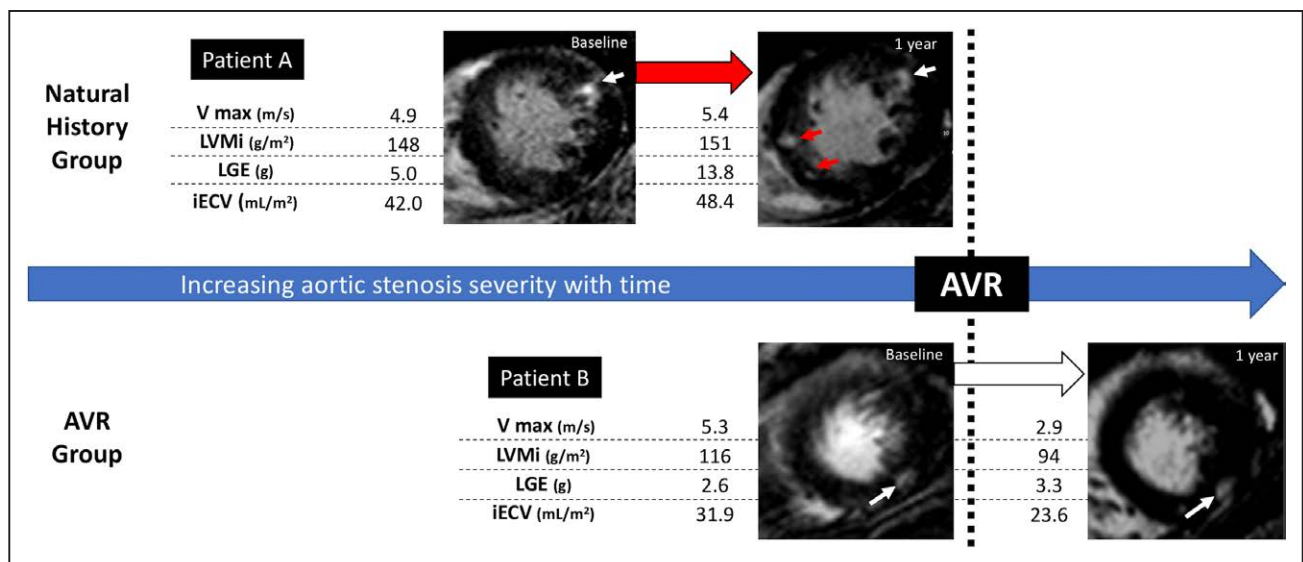 Natural
History
Group
Patient A
Baseline
1 year
V max (m/s) 4.9 5.4
LVMi (g/m²) 148 151
LGE (g) 5.0 13.8
iECV (mL/m²) 42.0 48.4
Increasing aortic stenosis severity with time
AVR
AVR
Group
Patient B
Baseline
1 year
V max (m/s) 5.3 2.9
LVMi (g/m²) 116 94
LGE (g) 2.6 3.3
iECV (mL/m²) 31.9 23.6